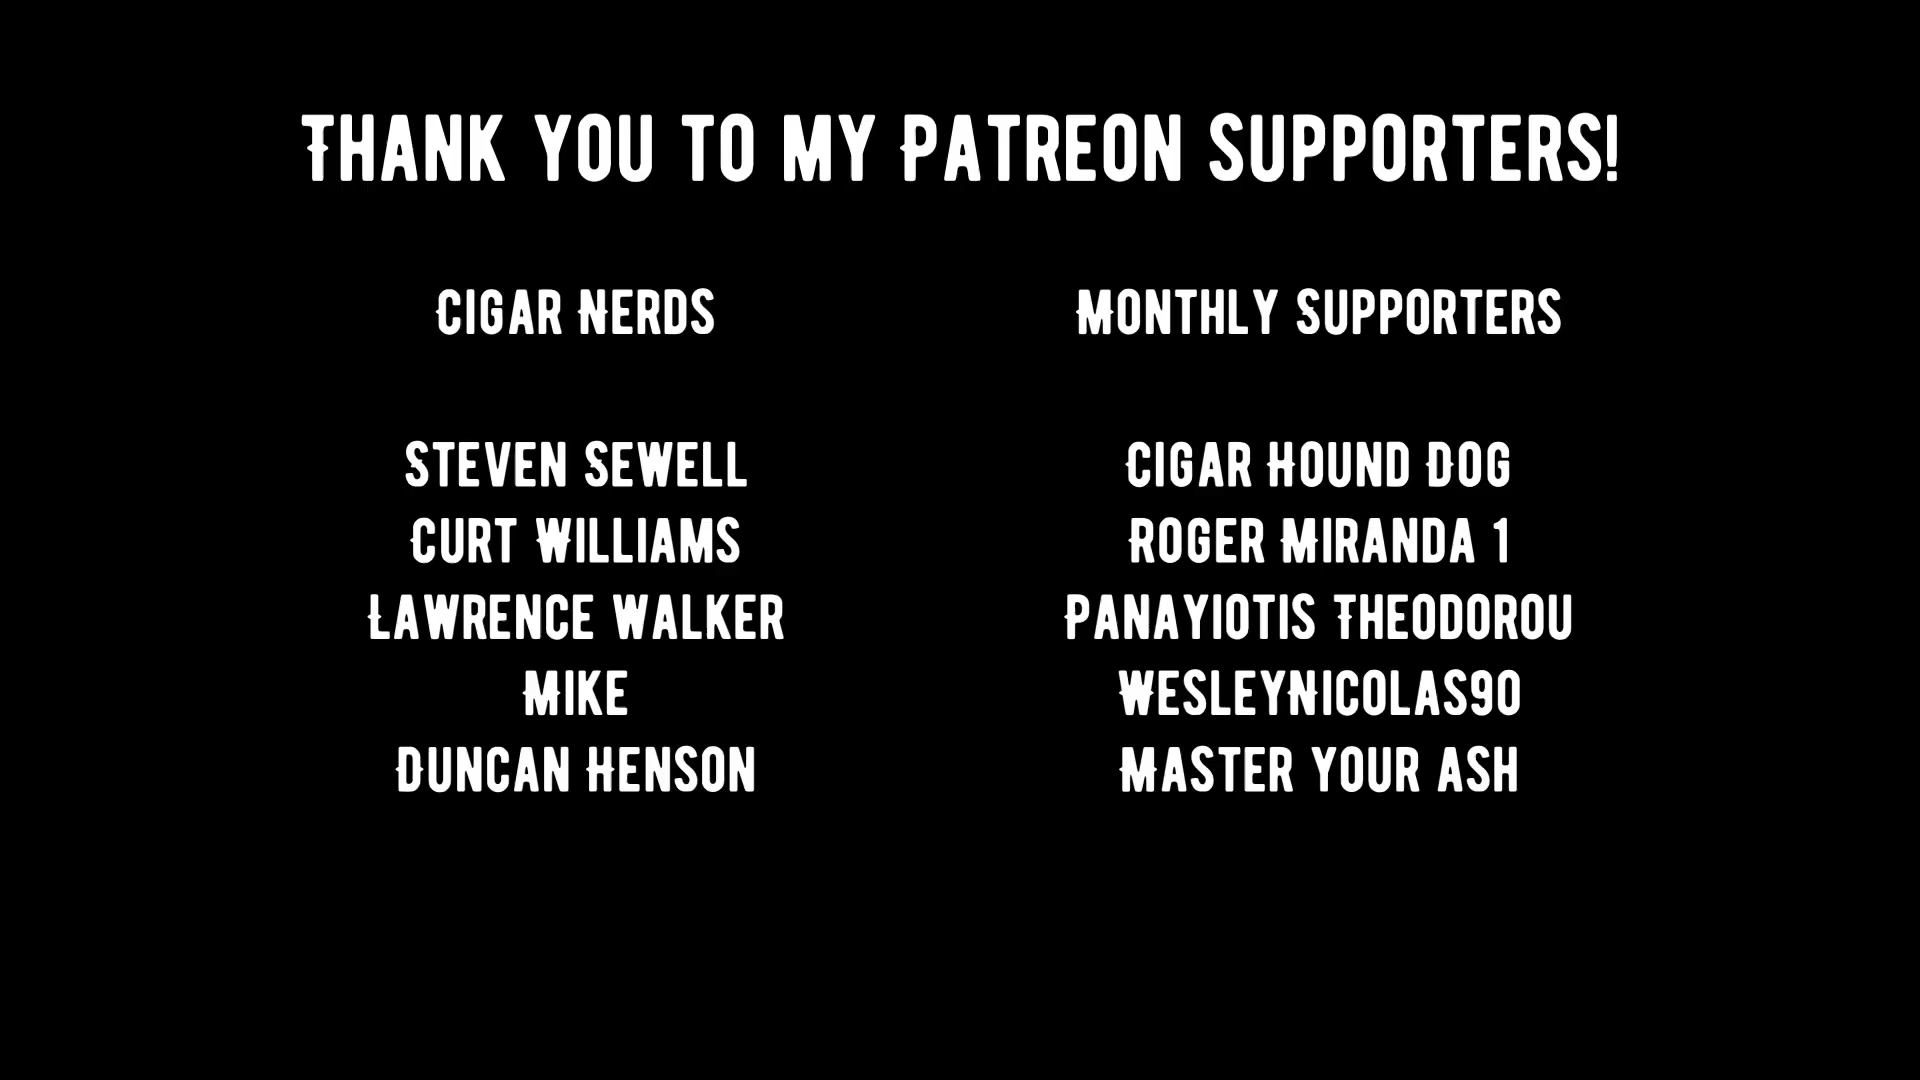 Thank you to my Patreon supporters!
Cigar Nerds
Steven Sewell
Curt Williams
Lawrence Walker
Mike
Duncan Henson
Monthly Supporters
Cigar Hound Dog
Roger Miranda 1
Panayiotis Theodorou
WesleyNicolas90
Master your ash